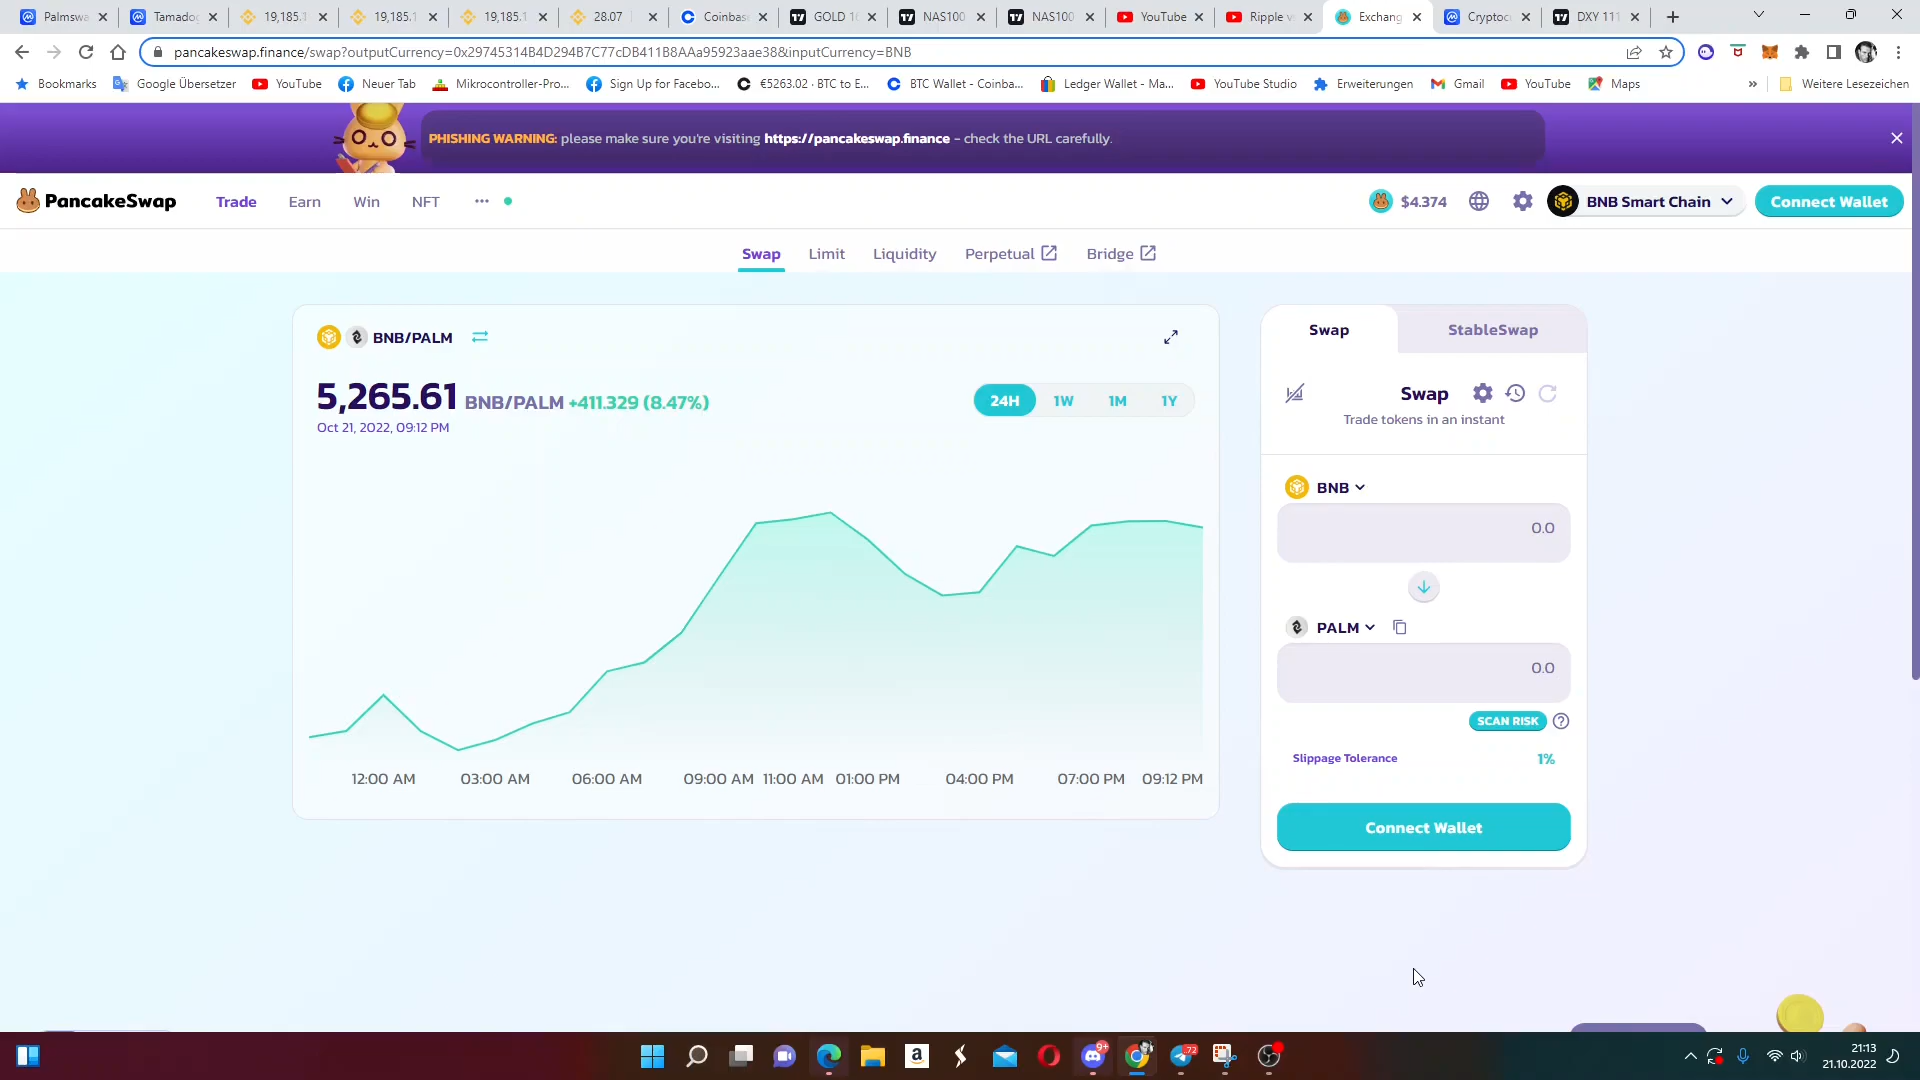 Palmswa
Tamadog
19,185.1
19,185.1
19,185.1
28.07
Coinbas
GOLD 16
NAS100
NAS100
YouTube
Ripple v
Exchang
Cryptoc
DXY 111
pancakeswap.finance/swap?outputCurrency=0x29745314B4D294B7C77cDB411B8AAa95923aae38&inputCurrency=BNB
Bookmarks
Google Übersetzer
YouTube
Neuer Tab
Mikrocontroller-Pro...
Sign Up for Facebo...
€5263.02 · BTC to E...
BTC Wallet - Coinba...
Ledger Wallet - Ma...
YouTube Studio
Erweiterungen
Gmail
YouTube
Maps
»
Weitere Lesezeichen
PHISHING WARNING: please make sure you're visiting https://pancakeswap.finance - check the URL carefully.
PancakeSwap
Trade
Earn
Win
NFT
$4.374
BNB Smart Chain
Connect Wallet
Swap
Limit
Liquidity
Perpetual
Bridge
BNB/PALM
5,265.61 BNB/PALM +411.329 (8.47%)
Oct 21, 2022, 09:12 PM
24H
1W
1M
1Y
12:00 AM
03:00 AM
06:00 AM
09:00 AM
11:00 AM
01:00 PM
04:00 PM
07:00 PM
09:12 PM
Swap
StableSwap
Swap
Trade tokens in an instant
BNB
0.0
PALM
0.0
SCAN RISK
Slippage Tolerance
1%
Connect Wallet
9+
72
21:13
21.10.2022